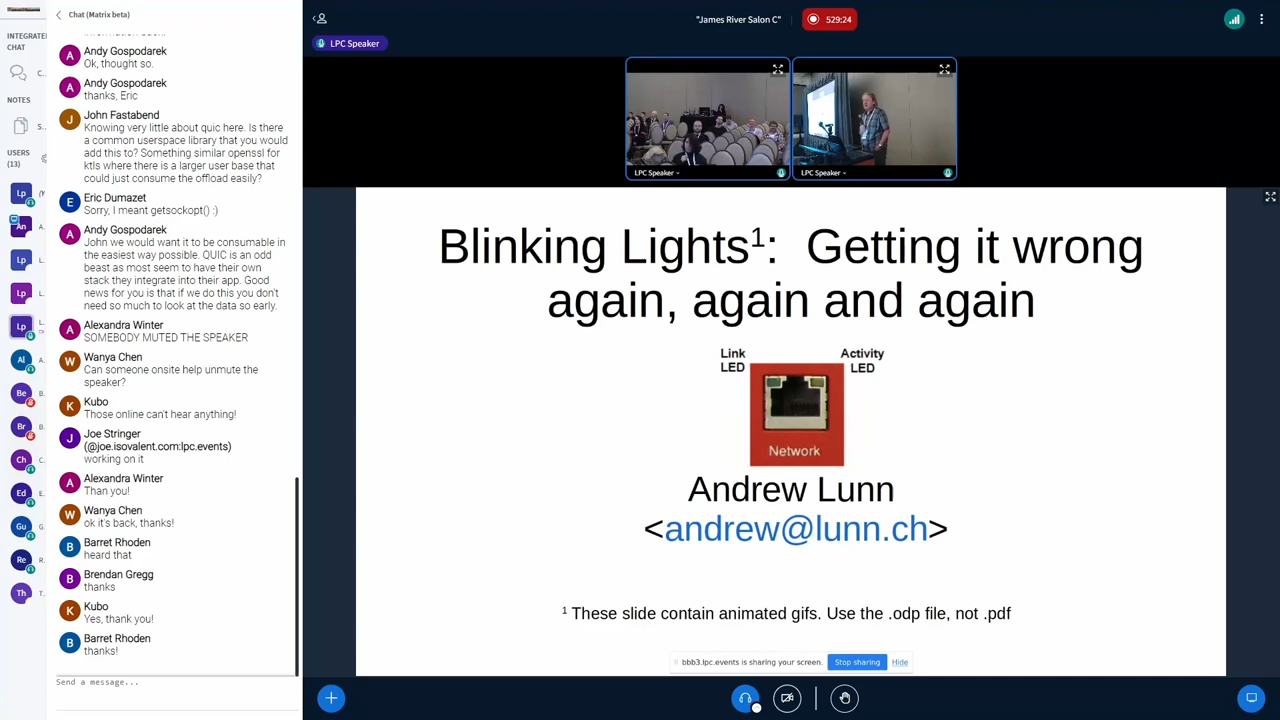 Chat (Matrix beta)
INTEGRATE
CHAT
C..
NOTES
S..
USERS
(13)
Andy Gospodarek
Ok, thought so.
Andy Gospodarek
thanks, Eric
John Fastabend
Knowing very little about quic here. Is there
a common userspace library that you would
add this to? Something similar openssl for
ktls where there is a larger user base that
could just consume the offload easily?
Eric Dumazet
Sorry, I meant getsockopt() :)
Andy Gospodarek
John we would want it to be consumable in
the easiest way possible. QUIC is an odd
beast as most seem to have their own
stack they integrate into their app. Good
news for you is that if we do this you don't
need so much to look at the data so early.
Alexandra Winter
SOMEBODY MUTED THE SPEAKER
Wanya Chen
Can someone onsite help unmute the
speaker?
Kubo
Those online can't hear anything!
Joe Stringer
(@joe.isovalent.com:lpc.events)
working on it
Alexandra Winter
Than you!
Wanya Chen
ok it's back, thanks!
Barret Rhoden
heard that
Brendan Gregg
thanks
Kubo
Yes, thank you!
Barret Rhoden
thanks!
Send a message...
"James River Salon C"
529:24
LPC Speaker
LPC Speaker
LPC Speaker
Blinking Lights1: Getting it wrong
again, again and again
Link
LED
Activity
LED
Network
Andrew Lunn
<andrew@lunn.ch>
1 These slide contain animated gifs. Use the .odp file, not .pdf
bbb3.lpc.events is sharing your screen.
Stop sharing
Hide